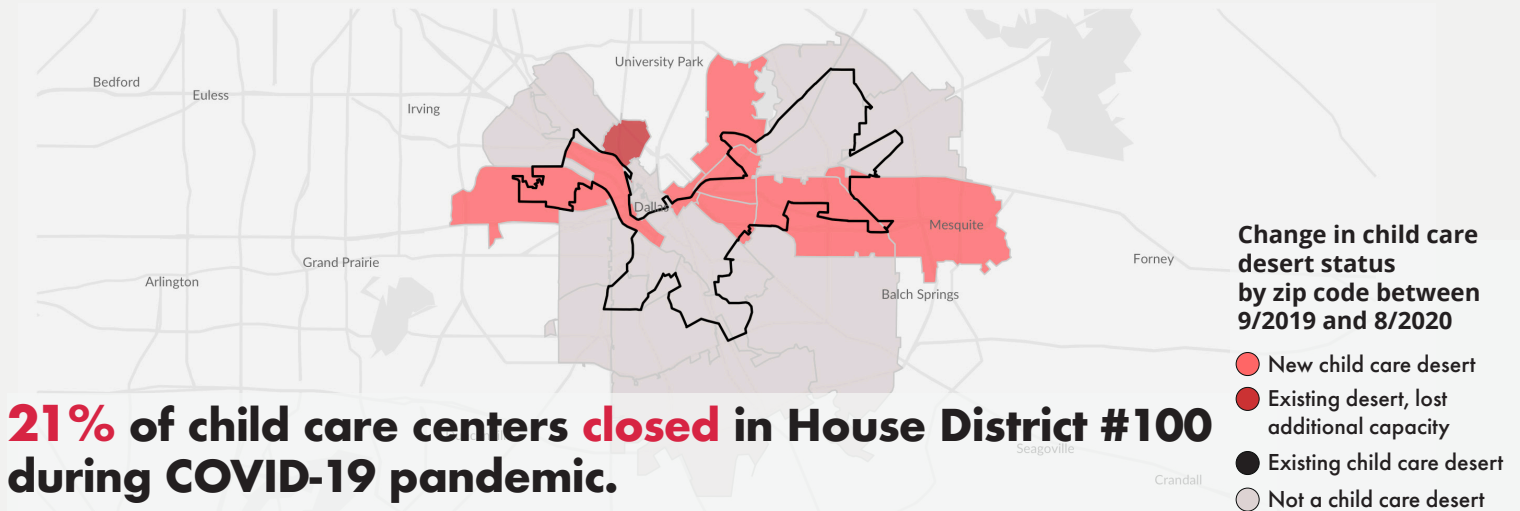 University Park
Bedford
Euless
Irving
Dallas
Mesquite
Grand Prairie
Forney
Arlington
Balch Springs
Seagoville
Crandall
21% of child care centers closed in House District #100
during COVID-19 pandemic.
Change in child care
desert status
by zip code between
9/2019 and 8/2020
New child care desert
Existing desert, lost
additional capacity
Existing child care desert
Not a child care desert